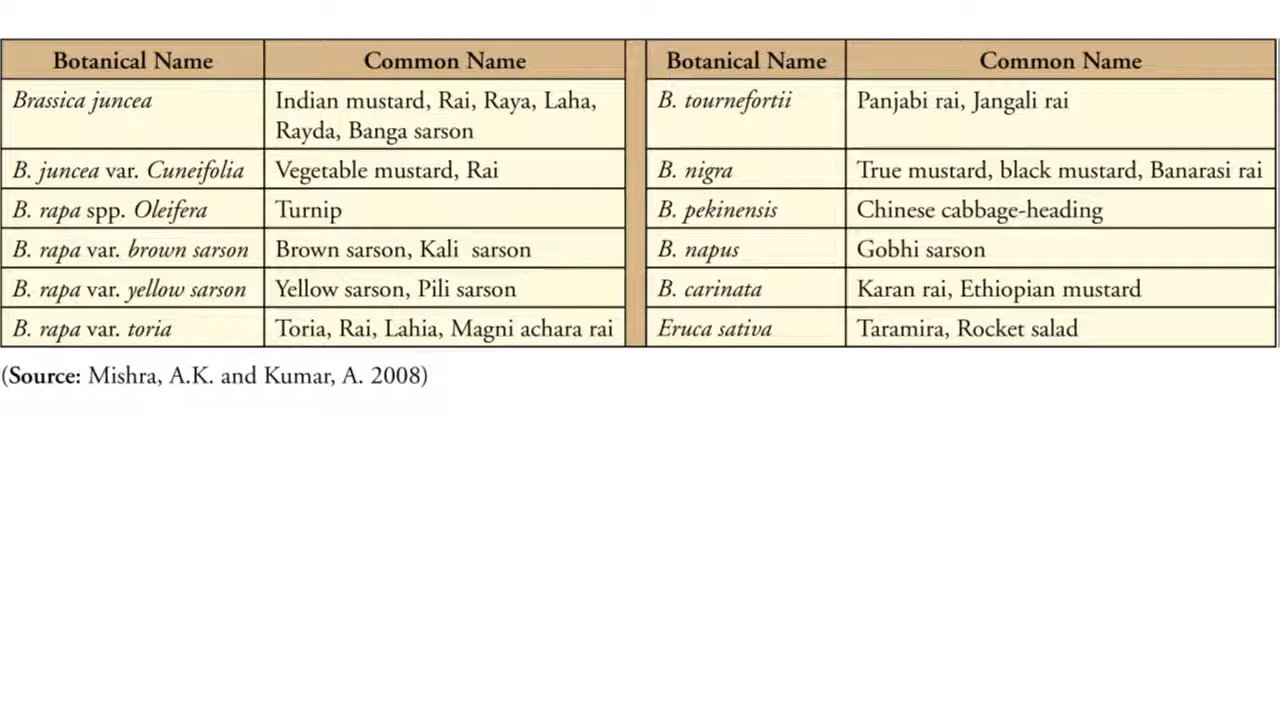 Botanical Name Common Name Botanical Name Common Name
Brassica juncea Indian mustard, Rai, Raya, Laha, B. tournefortii Panjabi rai, Jangali rai
Rayda, Banga sarson
B. juncea var. Cuneifolia Vegetable mustard, Rai B. nigra True mustard, black mustard, Banarasi rai
B. rapa spp. Oleifera Turnip B. pekinensis Chinese cabbage-heading
B. rapa var. brown sarson Brown sarson, Kali sarson B. napus Gobhi sarson
B. rapa var. yellow sarson Yellow sarson, Pili sarson B. carinata Karan rai, Ethiopian mustard
B. rapa var. toria Toria, Rai, Lahia, Magni achara rai Eruca sativa Taramira, Rocket salad
(Source: Mishra, A.K. and Kumar, A. 2008)